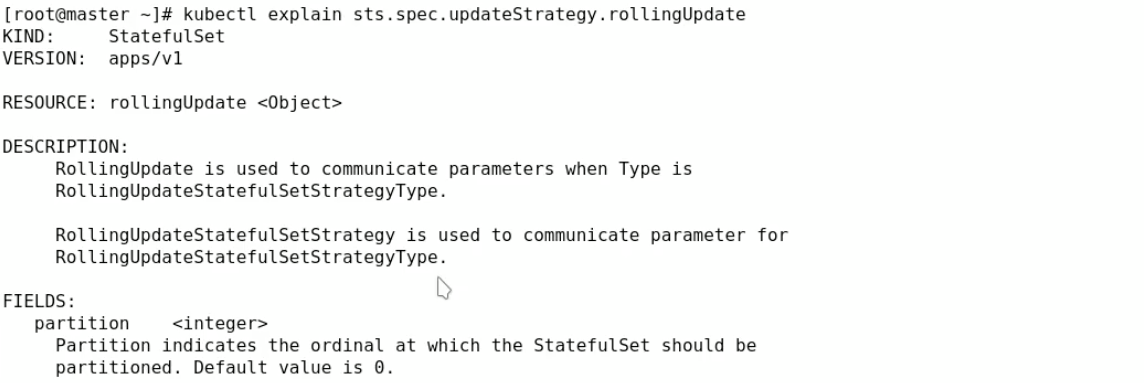 [root@master ~]# kubectl explain sts.spec.updateStrategy.rollingUpdate
KIND:     StatefulSet
VERSION:  apps/v1
RESOURCE: rollingUpdate <Object>
DESCRIPTION:
     RollingUpdate is used to communicate parameters when Type is
     RollingUpdateStatefulSetStrategyType.
     RollingUpdateStatefulSetStrategy is used to communicate parameter for
     RollingUpdateStatefulSetStrategyType.
FIELDS:
   partition    <integer>
     Partition indicates the ordinal at which the StatefulSet should be
     partitioned. Default value is 0.